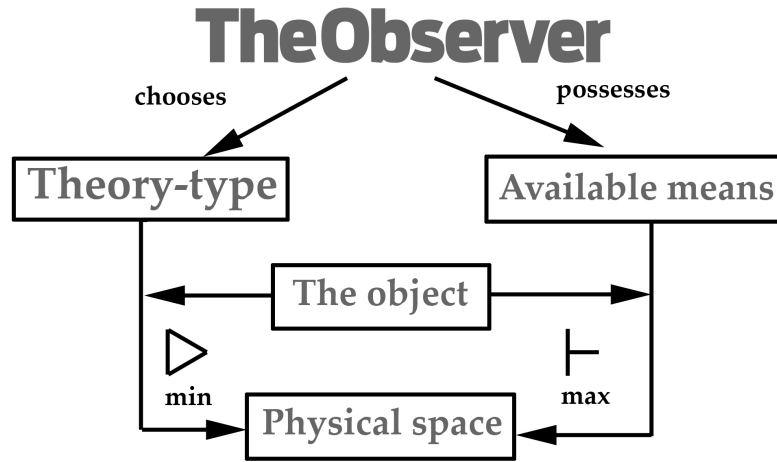 TheObserver
chooses
possesses
Theory-type
Available means
The object
min
max
Physical space